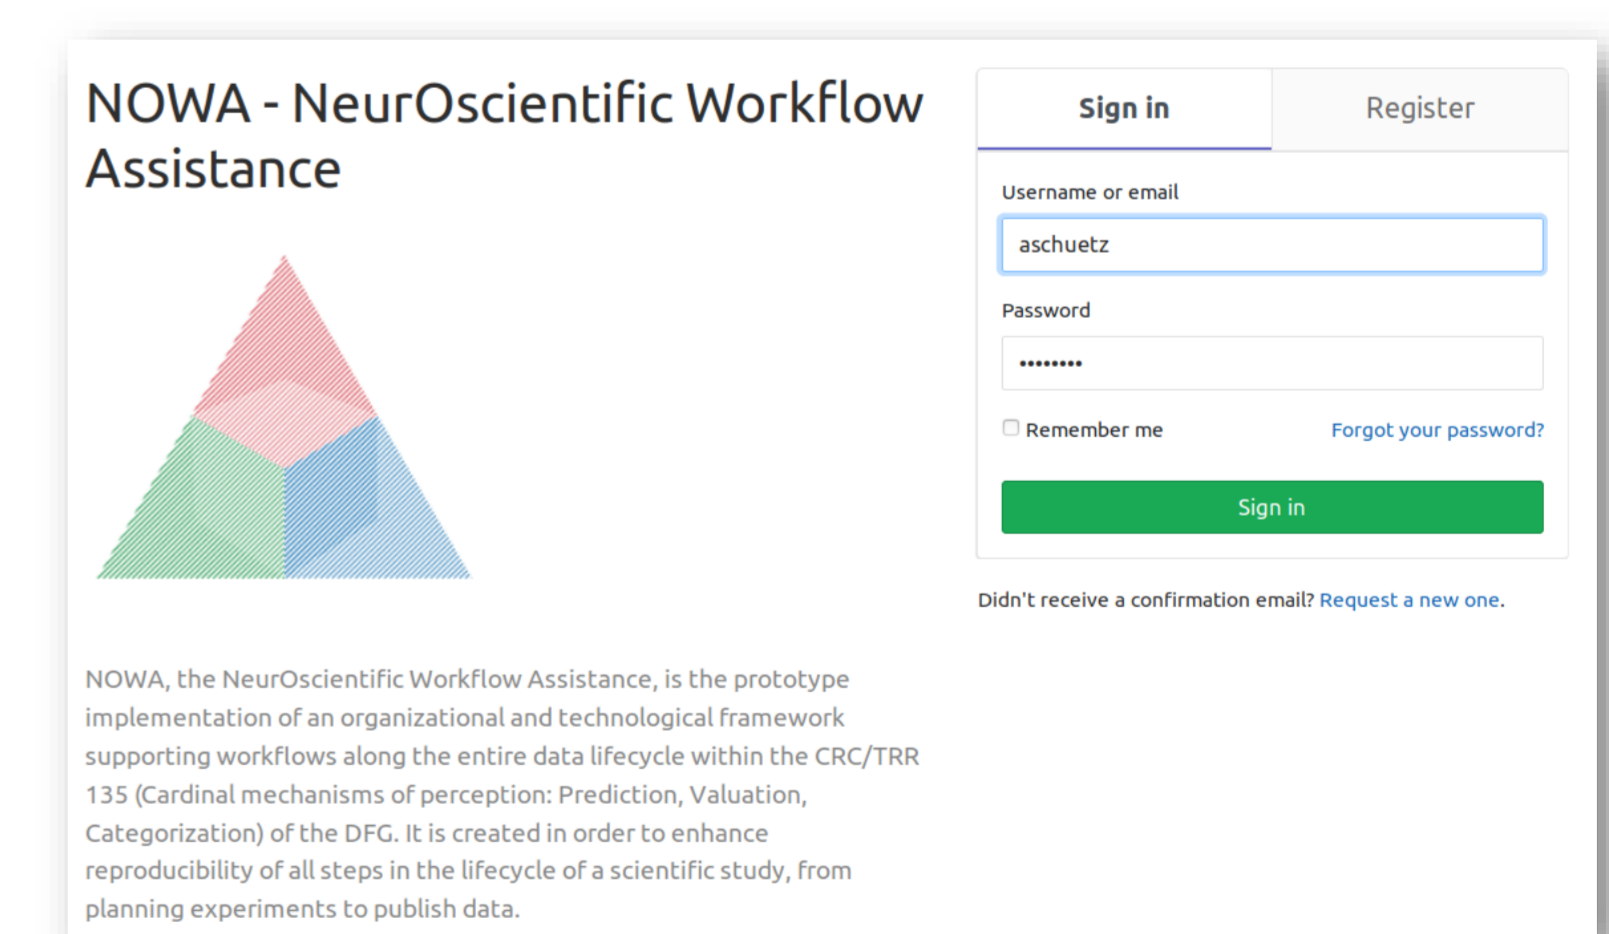 NOWA - NeurOscientific Workflow
Assistance
Sign in
Register
Username or email
aschuetz
Password
••••••••
Remember me
Forgot your password?
Sign in
Didn't receive a confirmation email? Request a new one.
NOWA, the NeurOscientific Workflow Assistance, is the prototype
implementation of an organizational and technological framework
supporting workflows along the entire data lifecycle within the CRC/TRR
135 (Cardinal mechanisms of perception: Prediction, Valuation,
Categorization) of the DFG. It is created in order to enhance
reproducibility of all steps in the lifecycle of a scientific study, from
planning experiments to publish data.